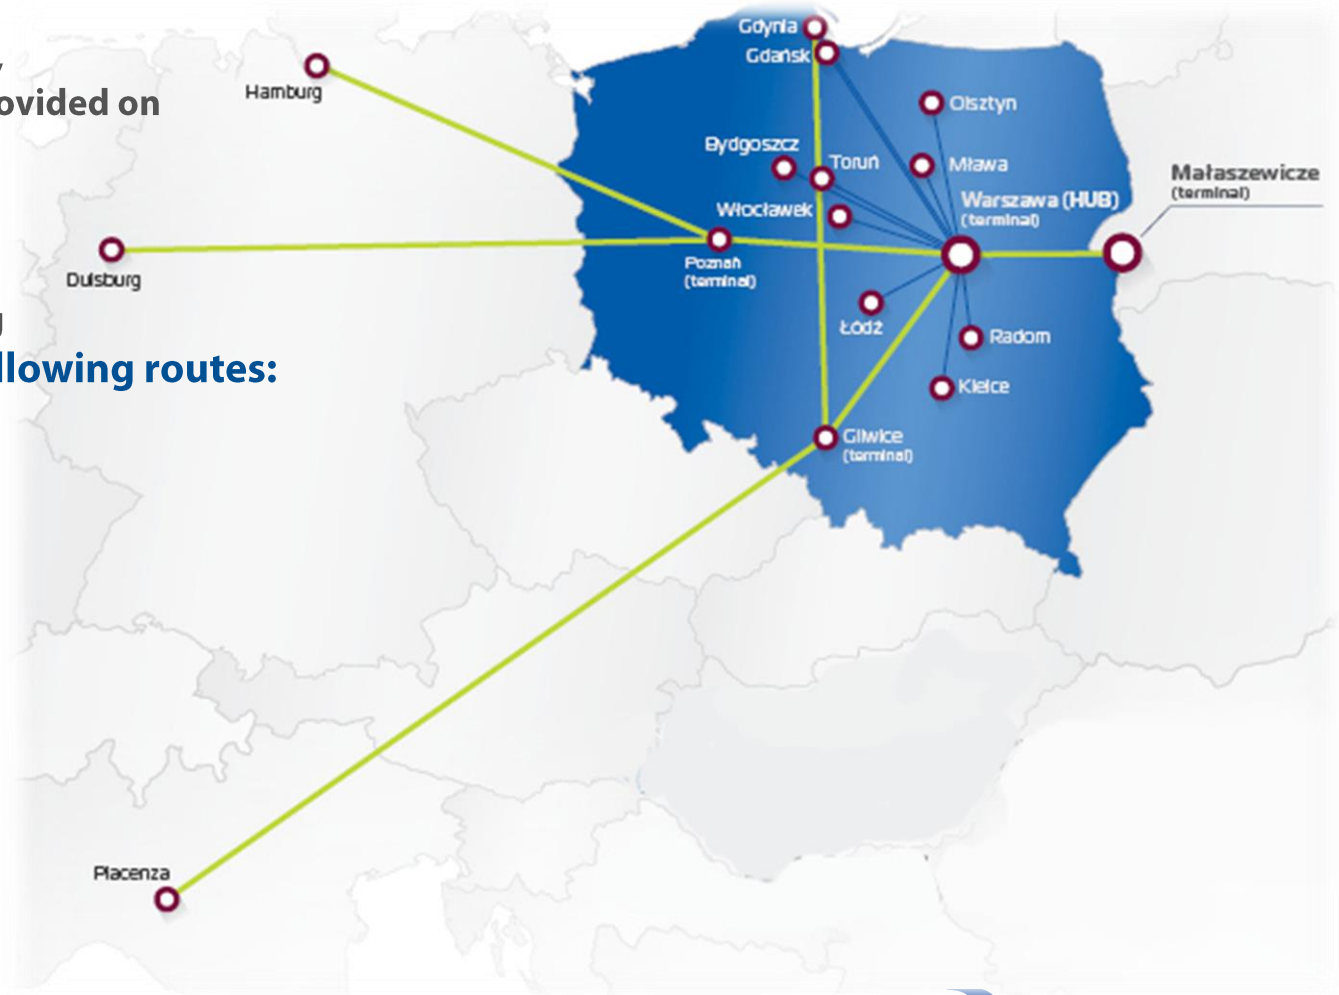 ovided on
llowing routes:
Gdynia
Gdańsk
Hamburg
Olsztyn
Bydgoszcz
Toruń
Mława
Małaszewicze
(terminal)
Warszawa (HUB)
(terminal)
Włocławek
Poznań
(terminal)
Duisburg
Łódź
Radom
Kielce
Gliwice
(terminal)
Piacenza